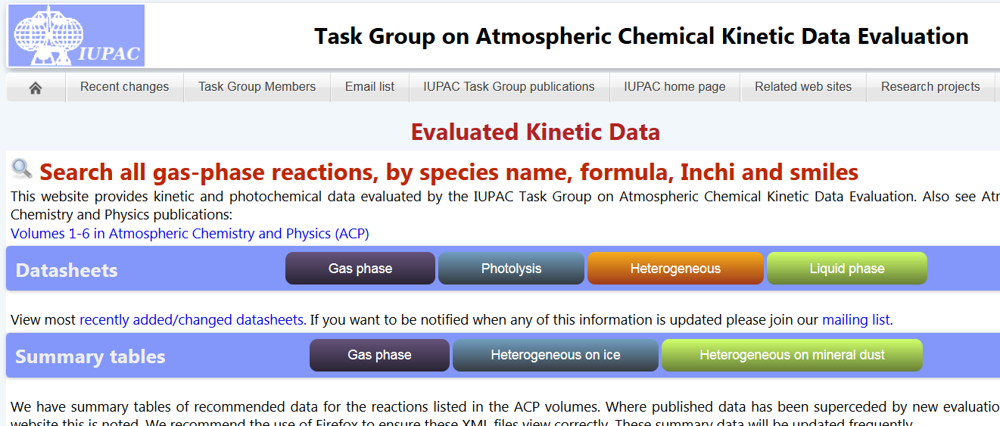 IUPAC
Task Group on Atmospheric Chemical Kinetic Data Evaluation
Recent changes Task Group Members Email list IUPAC Task Group publications IUPAC home page Related web sites Research projects
Evaluated Kinetic Data
Search all gas-phase reactions, by species name, formula, Inchi and smiles
This website provides kinetic and photochemical data evaluated by the IUPAC Task Group on Atmospheric Chemical Kinetic Data Evaluation. Also see
Chemistry and Physics publications:
Volumes 1-6 in Atmospheric Chemistry and Physics (ACP)
Datasheets Gas phase Photolysis Heterogeneous Liquid phase
View most recently added/changed datasheets. If you want to be notified when any of this information is updated please join our mailing list.
Summary tables Gas phase Heterogeneous on ice Heterogeneous on mineral dust
We have summary tables of recommended data for the reactions listed in the ACP volumes. Where published data has been superceded by new
website this is noted. We recommend the use of Firefox to ensure these XML files view correctly. These summary data will be updated frequently.